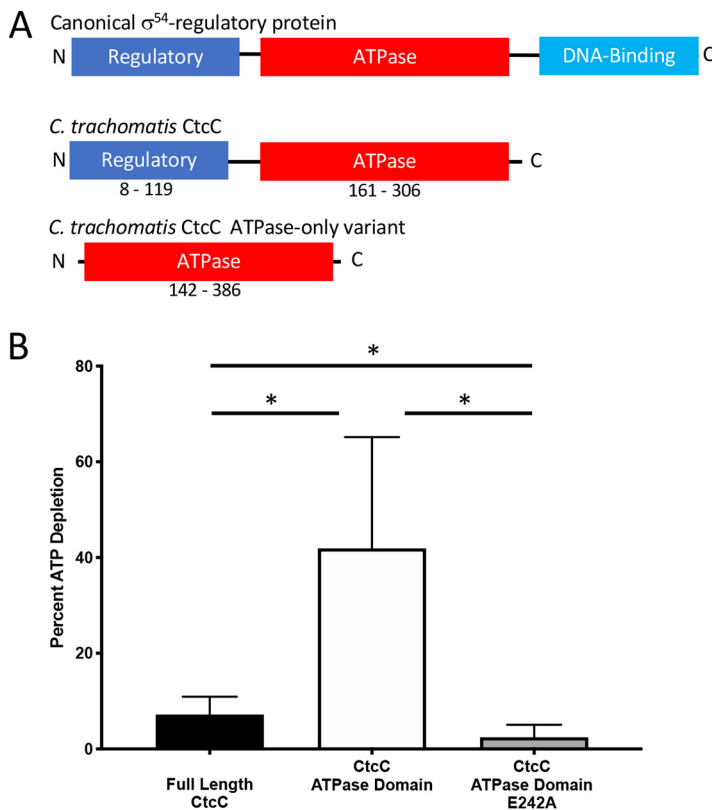 A
Canonical σ⁵⁴-regulatory protein
N Regulatory ATPase DNA-Binding C
C. trachomatis CtcC
N Regulatory ATPase C
8 - 119 161 - 306
C. trachomatis CtcC ATPase-only variant
N ATPase C
142 - 386
B
80
*
* *
60
40
20
0
Percent ATP Depletion
Full Length
CtcC
CtcC
ATPase Domain
CtcC
ATPase Domain
E242A